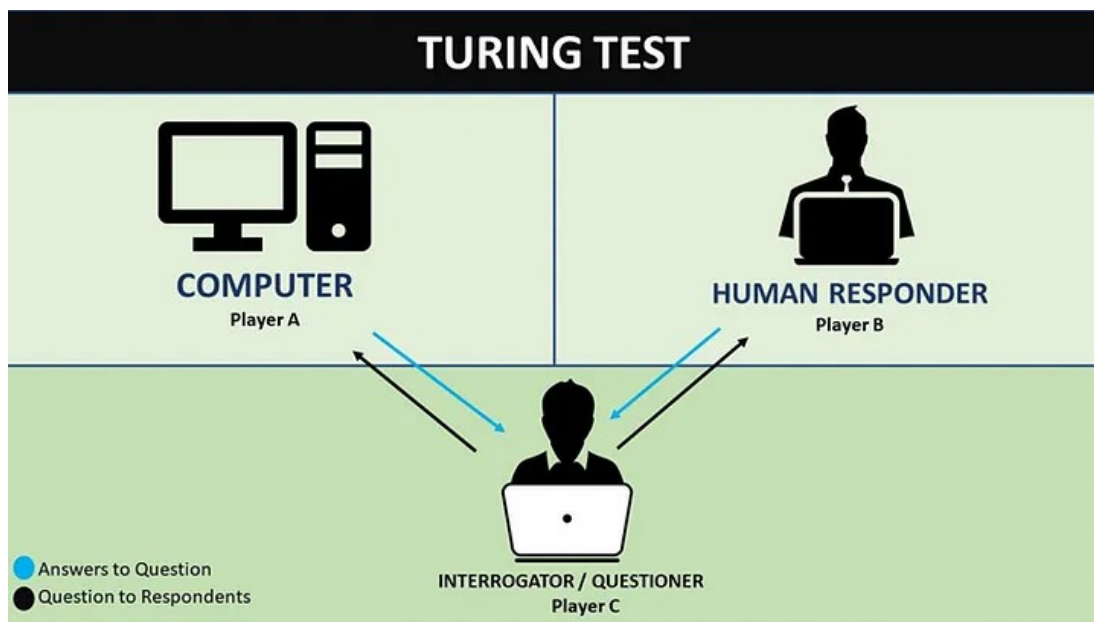 TURING TEST
COMPUTER
Player A
HUMAN RESPONDER
Player B
INTERROGATOR / QUESTIONER
Player C
Answers to Question
Question to Respondents